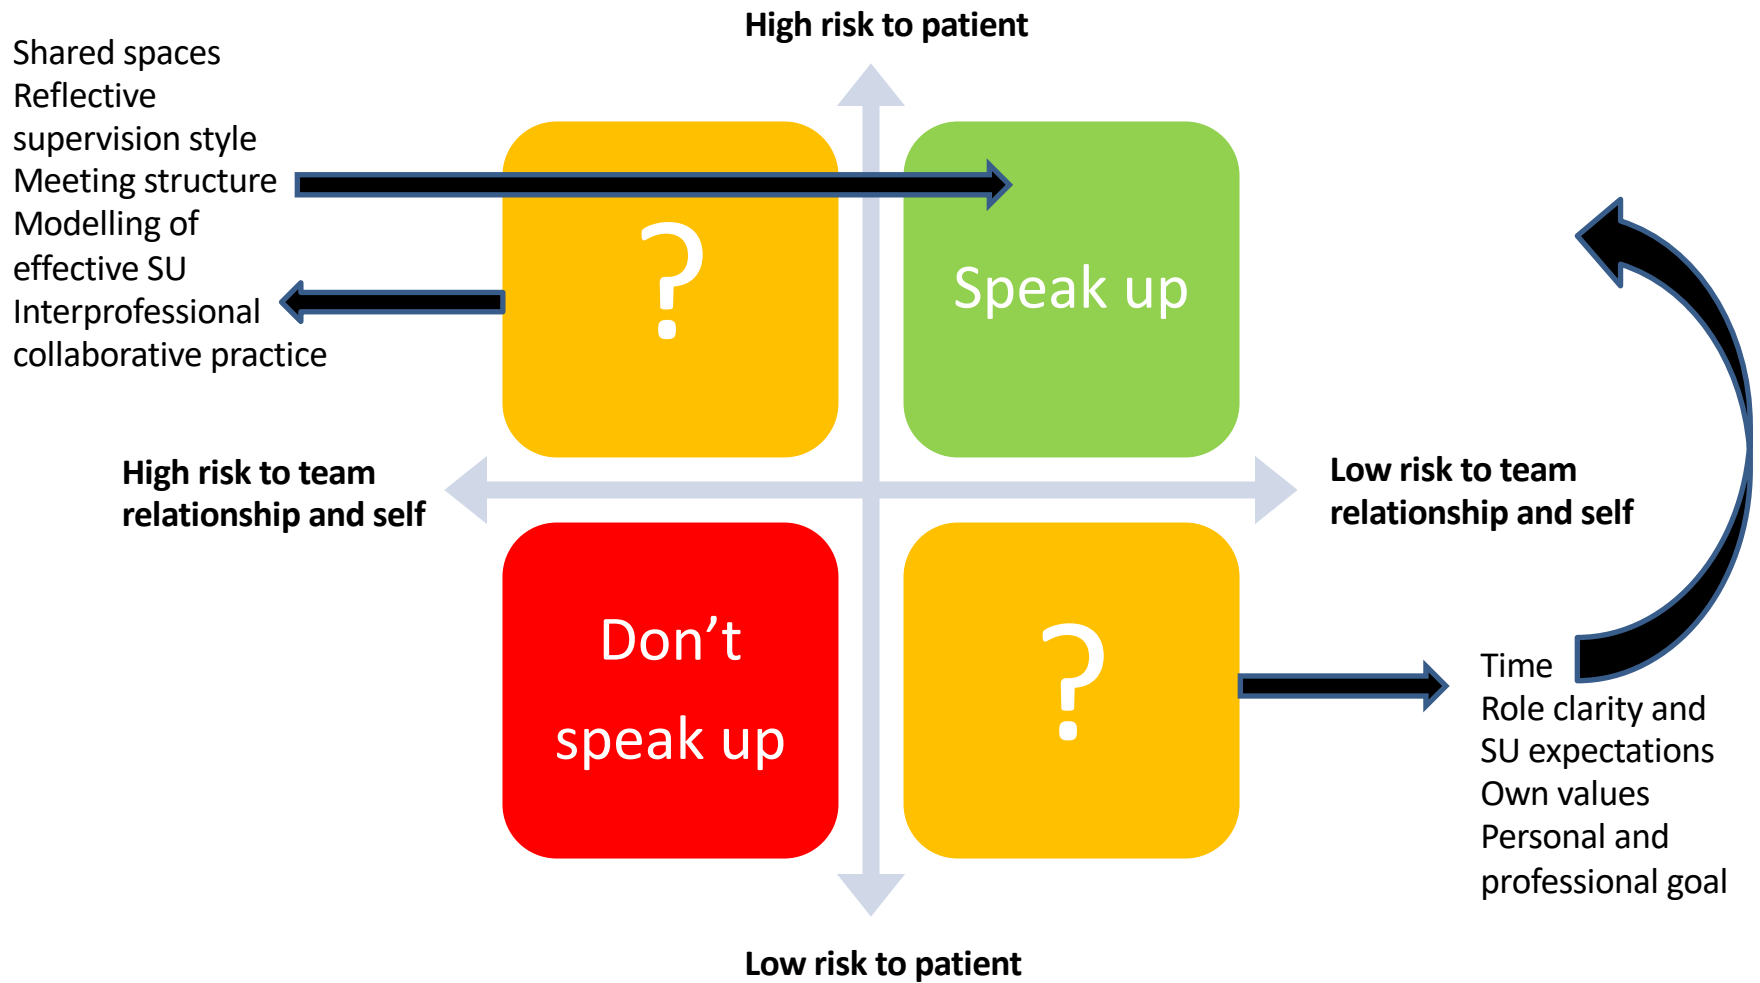 High risk to patient
Shared spaces
Reflective
supervision style
Meeting structure
Modelling of
effective SU
Interprofessional
collaborative practice
?
Speak up
High risk to team
relationship and self
Low risk to team
relationship and self
Don’t
speak up
?
Time
Role clarity and
SU expectations
Own values
Personal and
professional goal
Low risk to patient